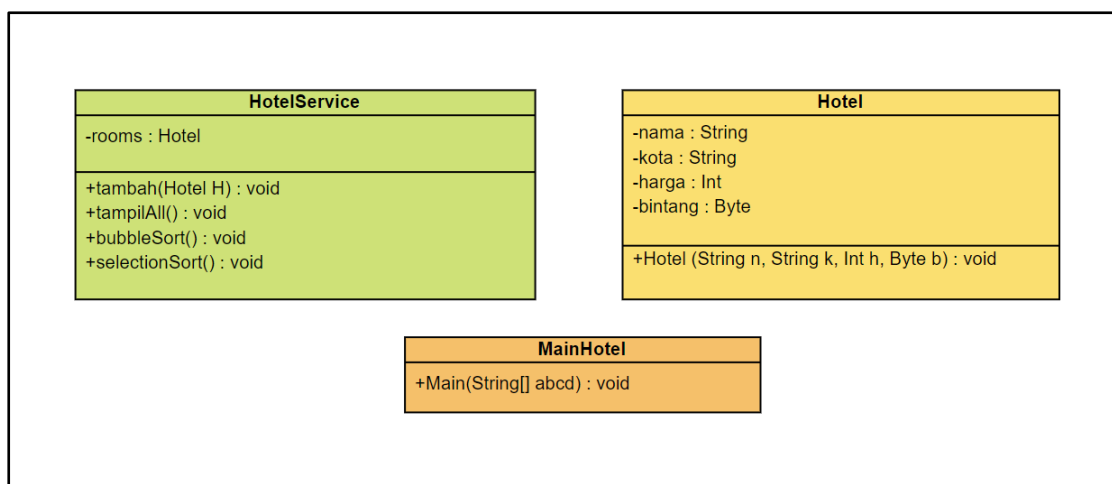 HotelService
-rooms : Hotel
+tambah(Hotel H) : void
+tampilAll() : void
+bubbleSort() : void
+selectionSort() : void
Hotel
-nama : String
-kota : String
-harga : Int
-bintang : Byte
+Hotel (String n, String k, Int h, Byte b) : void
MainHotel
+Main(String[] abcd) : void